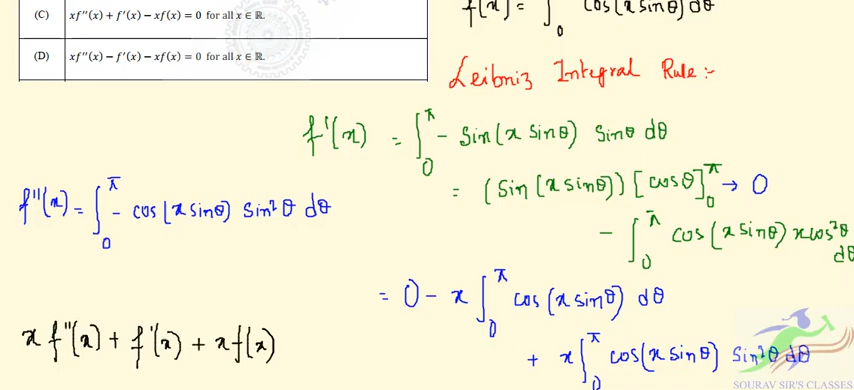 f(x) = ∫₀ cos(x sinθ) dθ
(C) xf''(x) + f'(x) − xf(x) = 0 for all x ∈ ℝ.
(D) xf''(x) − f'(x) − xf(x) = 0 for all x ∈ ℝ.
Leibniz Integral Rule :-
f'(x) = ∫₀^π − sin(x sinθ) sinθ dθ
= (sin(x sinθ)) [cosθ]₀^π → 0
f''(x) = ∫₀^π − cos(x sinθ) sin²θ dθ
− ∫₀^π cos(x sinθ) x cos²θ dθ
= 0 − x ∫₀^π cos(x sinθ) dθ
+ x ∫₀^π cos(x sinθ) sin²θ dθ
x f''(x) + f'(x) + x f(x)
SOURAV SIR'S CLASSES